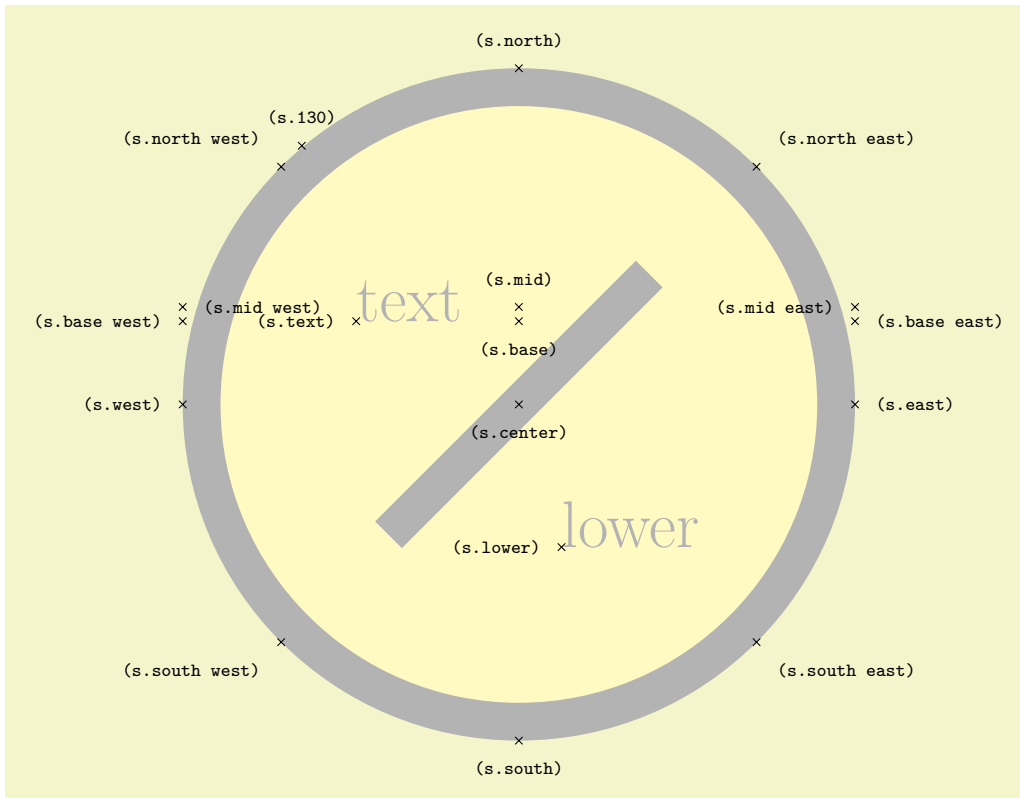 (s.north)
(s.130)
(s.north west)
(s.north east)
(s.mid)
text
(s.mid west)
(s.mid east)
(s.base west)
(s.text)
(s.base east)
(s.base)
(s.west)
(s.east)
(s.center)
lower
(s.lower)
(s.south west)
(s.south east)
(s.south)